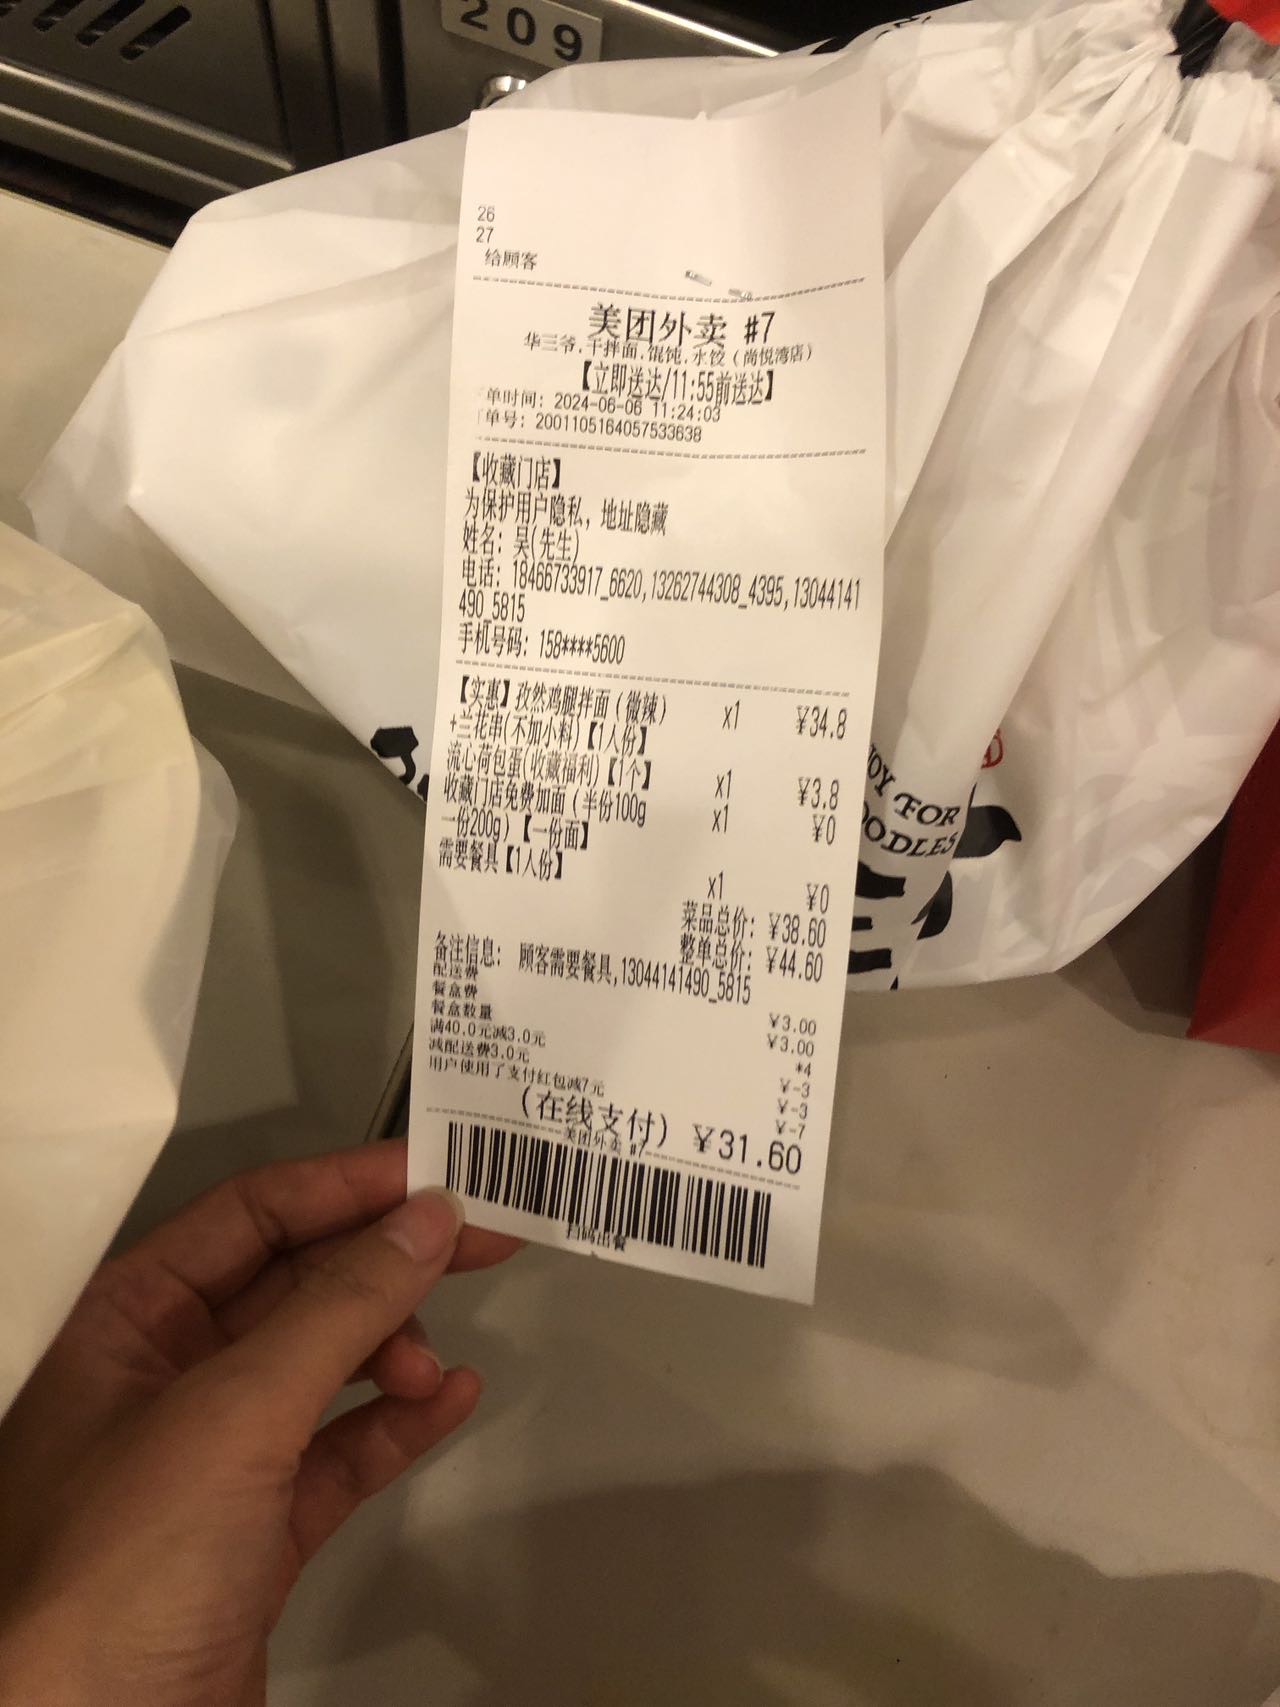 209
26
27
给顾客
美团外卖 #7
华三爷.干拌面.馄饨.水饺(尚悦湾店)
【立即送达/11:55前送达】
单时间: 2024-06-06 11:24:03
单号: 2001105164057533638
【收藏门店】
为保护用户隐私，地址隐藏
姓名: 吴(先生)
电话: 18466733917_6620,13262744308_4395,13044141
490_5815
手机号码: 158****5600
【实惠】孜然鸡腿拌面(微辣) x1 ¥34.8
+兰花串(不加小料)【1人份】
流心荷包蛋(收藏福利)【1个】 x1 ¥3.8
收藏门店免费加面(半份100g x1 ¥0
一份200g)【一份面】
需要餐具【1人份】 x1 ¥0
菜品总价: ¥38.60
整单总价: ¥44.60
备注信息: 顾客需要餐具,13044141490_5815
配送费 ¥3.00
餐盒费 ¥3.00
餐盒数量 *4
满40.0元减3.0元 ¥-3
减配送费3.0元 ¥-3
用户使用了支付红包减7元 ¥-7
(在线支付) ¥31.60
美团外卖 #7
扫码出餐
JOY FOR
OODLES